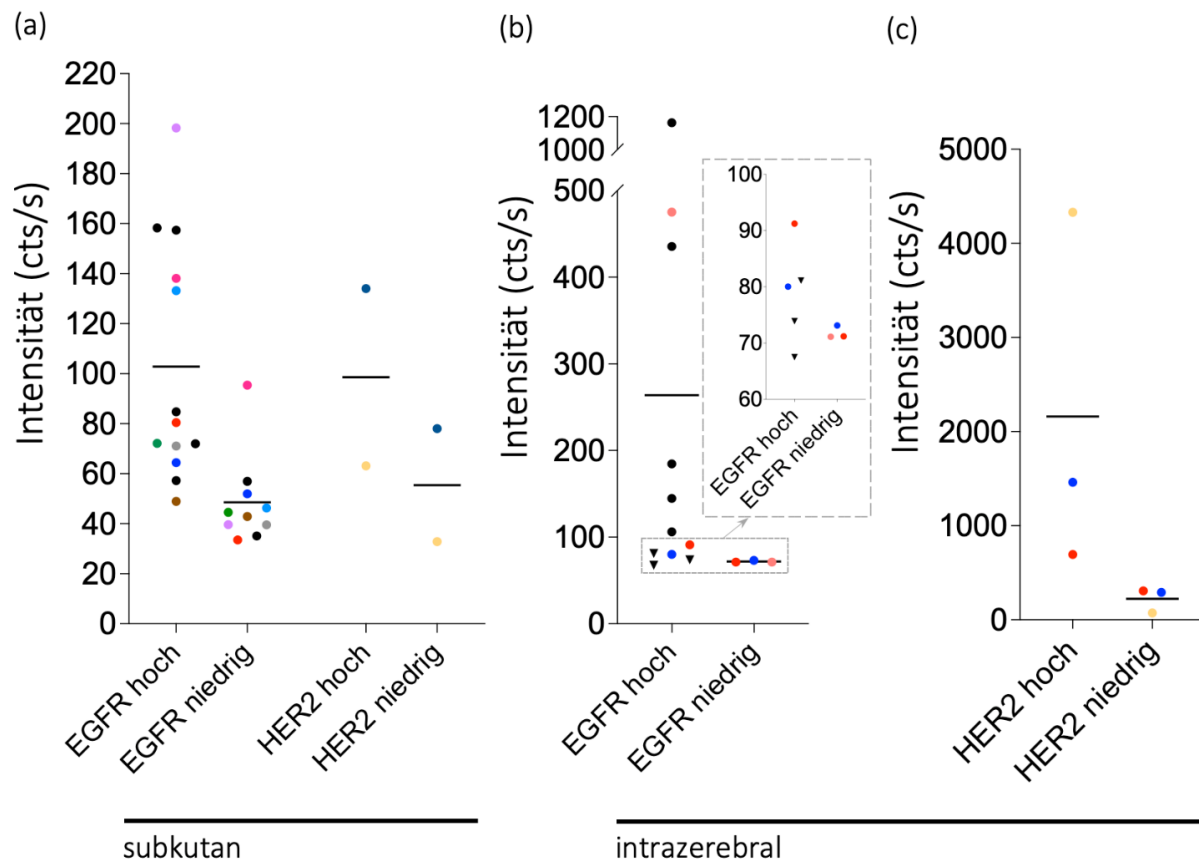 (a)
Intensität (cts/s)
220
200
180
160
140
120
100
80
60
40
20
0
EGFR hoch
EGFR niedrig
HER2 hoch
HER2 niedrig
subkutan
(b)
Intensität (cts/s)
1200
1000
500
400
300
200
100
0
100
90
80
70
60
EGFR hoch
EGFR niedrig
EGFR hoch
EGFR niedrig
(c)
Intensität (cts/s)
5000
4000
3000
2000
1000
0
HER2 hoch
HER2 niedrig
intrazerebral